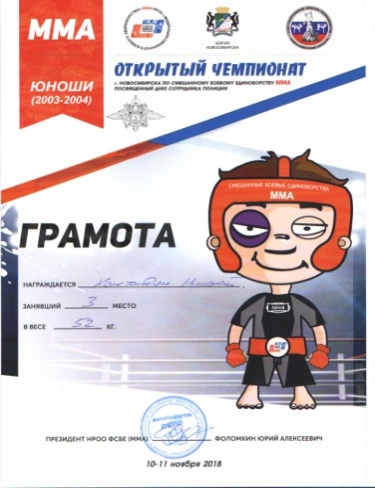 ММА
ЮНОШИ
(2003-2004)
МЭРИЯ
НОВОСИБИРСКА
ОТКРЫТЫЙ ЧЕМПИОНАТ
г. НОВОСИБИРСКА ПО СМЕШАННОМУ БОЕВОМУ ЕДИНОБОРСТВУ ММА
ПОСВЯЩЕННЫЙ ДНЮ СОТРУДНИКА ПОЛИЦИИ
СМЕШАННЫЕ БОЕВЫЕ ЕДИНОБОРСТВА
ММА
ГРАМОТА
НАГРАЖДАЕТСЯ
ЗАНЯВШИЙ 3 МЕСТО
В ВЕСЕ 52 КГ.
ПРЕЗИДЕНТ НРОО ФСБЕ (ММА) ФОЛОМКИН ЮРИЙ АЛЕКСЕЕВИЧ
10-11 ноября 2018